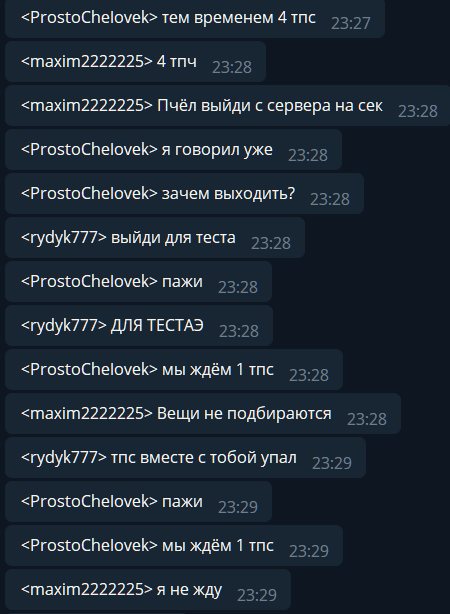 <ProstoChelovek> тем временем 4 тпс 23:27
<maxim2222225> 4 тпч 23:28
<maxim2222225> Пчёл выйди с сервера на сек 23:28
<ProstoChelovek> я говорил уже 23:28
<ProstoChelovek> зачем выходить? 23:28
<rydyk777> выйди для теста 23:28
<ProstoChelovek> пажи 23:28
<rydyk777> ДЛЯ ТЕСТАЭ 23:28
<ProstoChelovek> мы ждём 1 тпс 23:28
<maxim2222225> Вещи не подбираются 23:28
<rydyk777> тпс вместе с тобой упал 23:29
<ProstoChelovek> пажи 23:29
<ProstoChelovek> мы ждём 1 тпс 23:29
<maxim2222225> я не жду 23:29